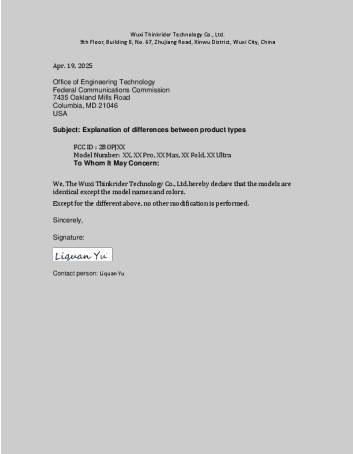 Wuxi Thinkrider Technology Co., Ltd.
9th Floor, Building 8, No. 67, Zhujiang Road, Xinwu District, Wuxi City, China
Apr. 19, 2025
Office of Engineering Technology
Federal Communications Commission
7435 Oakland Mills Road
Columbia, MD 21046
USA
Subject: Explanation of differences between product types
FCC ID : 2BOPJXX
Model Number: XX, XX Pro, XX Max, XX Fold, XX Ultra
To Whom It May Concern:
We, The Wuxi Thinkrider Technology Co., Ltd.hereby declare that the models are
identical except the model names and colors.
Except for the different above, no other modification is performed.
Sincerely,
Signature:
Liquan Yu
Contact person: Liquan Yu